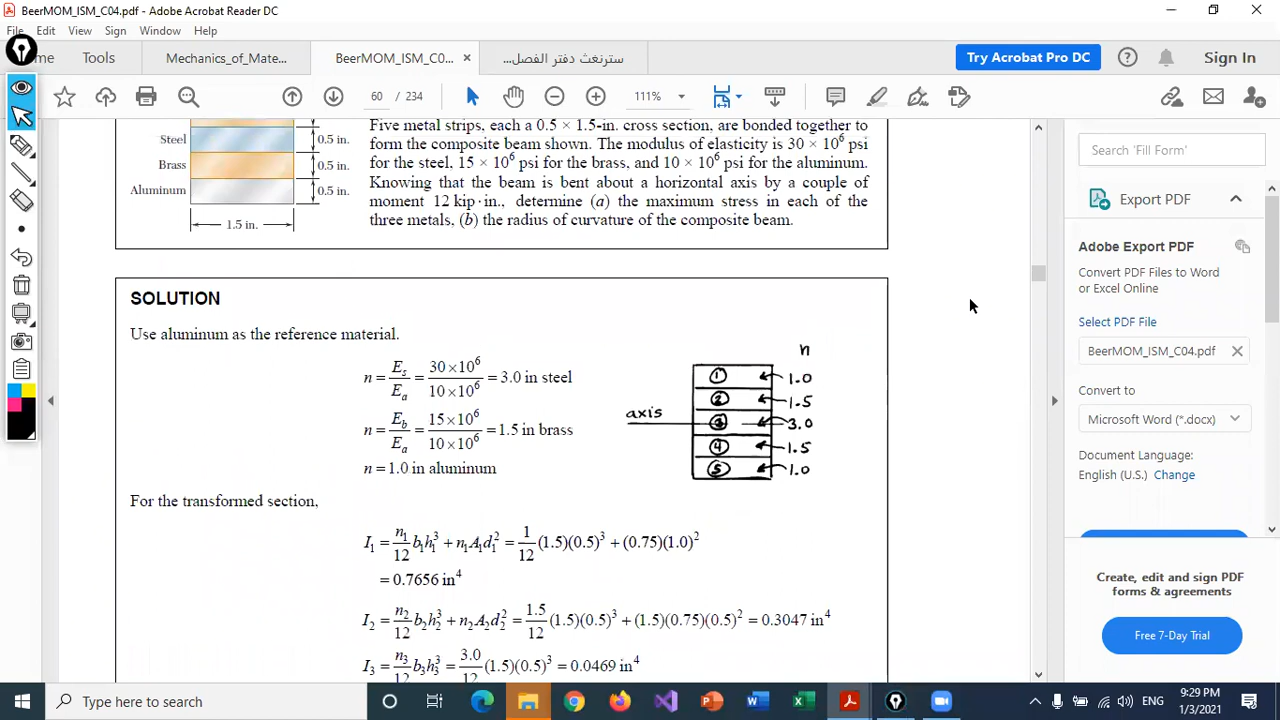 BeerMOM_ISM_C04.pdf - Adobe Acrobat Reader DC
File Edit View Sign Window Help
me Tools Mechanics_of_Mate... BeerMOM_ISM_C0... سترنغث دفتر الفصل... Try Acrobat Pro DC Sign In
60 / 234 111%
Steel 0.5 in.
Brass 0.5 in.
Aluminum 0.5 in.
1.5 in.
Five metal strips, each a 0.5 × 1.5-in. cross section, are bonded together to
form the composite beam shown. The modulus of elasticity is 30 × 10⁶ psi
for the steel, 15 × 10⁶ psi for the brass, and 10 × 10⁶ psi for the aluminum.
Knowing that the beam is bent about a horizontal axis by a couple of
moment 12 kip · in., determine (a) the maximum stress in each of the
three metals, (b) the radius of curvature of the composite beam.
SOLUTION
Use aluminum as the reference material.
n = E_s/E_a = 30×10⁶/10×10⁶ = 3.0 in steel
n = E_b/E_a = 15×10⁶/10×10⁶ = 1.5 in brass
n = 1.0 in aluminum
n
① 1.0
② 1.5
axis ③ 3.0
④ 1.5
⑤ 1.0
For the transformed section,
I₁ = n₁/12 b₁h₁³ + n₁A₁d₁² = 1/12 (1.5)(0.5)³ + (0.75)(1.0)²
= 0.7656 in⁴
I₂ = n₂/12 b₂h₂³ + n₂A₂d₂² = 1.5/12 (1.5)(0.5)³ + (1.5)(0.75)(0.5)² = 0.3047 in⁴
I₃ = n₃/12 b₃h₃³ = 3.0/12 (1.5)(0.5)³ = 0.0469 in⁴
Search 'Fill Form'
Export PDF
Adobe Export PDF
Convert PDF Files to Word
or Excel Online
Select PDF File
BeerMOM_ISM_C04.pdf
Convert to
Microsoft Word (*.docx)
Document Language:
English (U.S.) Change
Create, edit and sign PDF
forms & agreements
Free 7-Day Trial
Type here to search
ENG
9:29 PM
1/3/2021